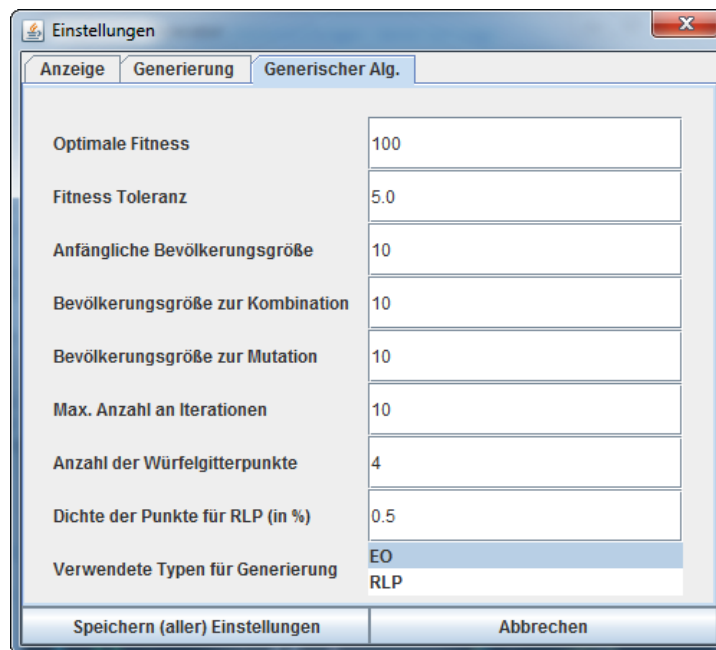 Einstellungen
Anzeige Generierung Generischer Alg.
Optimale Fitness 100
Fitness Toleranz 5.0
Anfängliche Bevölkerungsgröße 10
Bevölkerungsgröße zur Kombination 10
Bevölkerungsgröße zur Mutation 10
Max. Anzahl an Iterationen 10
Anzahl der Würfelgitterpunkte 4
Dichte der Punkte für RLP (in %) 0.5
Verwendete Typen für Generierung EO
RLP
Speichern (aller) Einstellungen Abbrechen